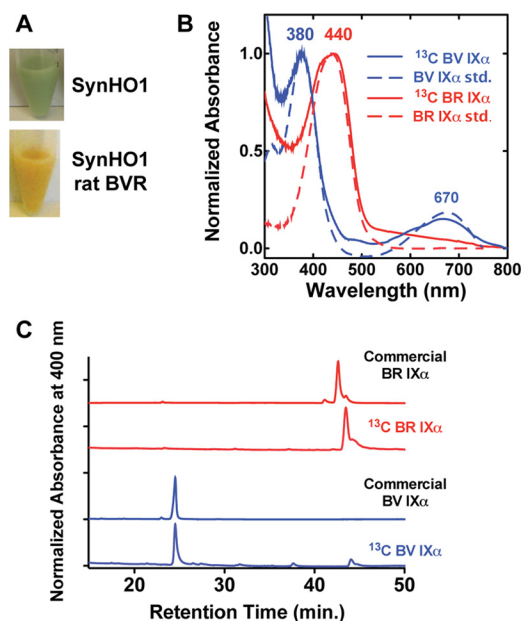 A
SynHO1
SynHO1
rat BVR
B
Normalized Absorbance
1.0
0.5
0.0
380
440
670
¹³C BV IXα
BV IXα std.
¹³C BR IXα
BR IXα std.
300 400 500 600 700 800
Wavelength (nm)
C
Normalized Absorbance at 400 nm
Commercial
BR IXα
¹³C BR IXα
Commercial
BV IXα
¹³C BV IXα
20 30 40 50
Retention Time (min.)